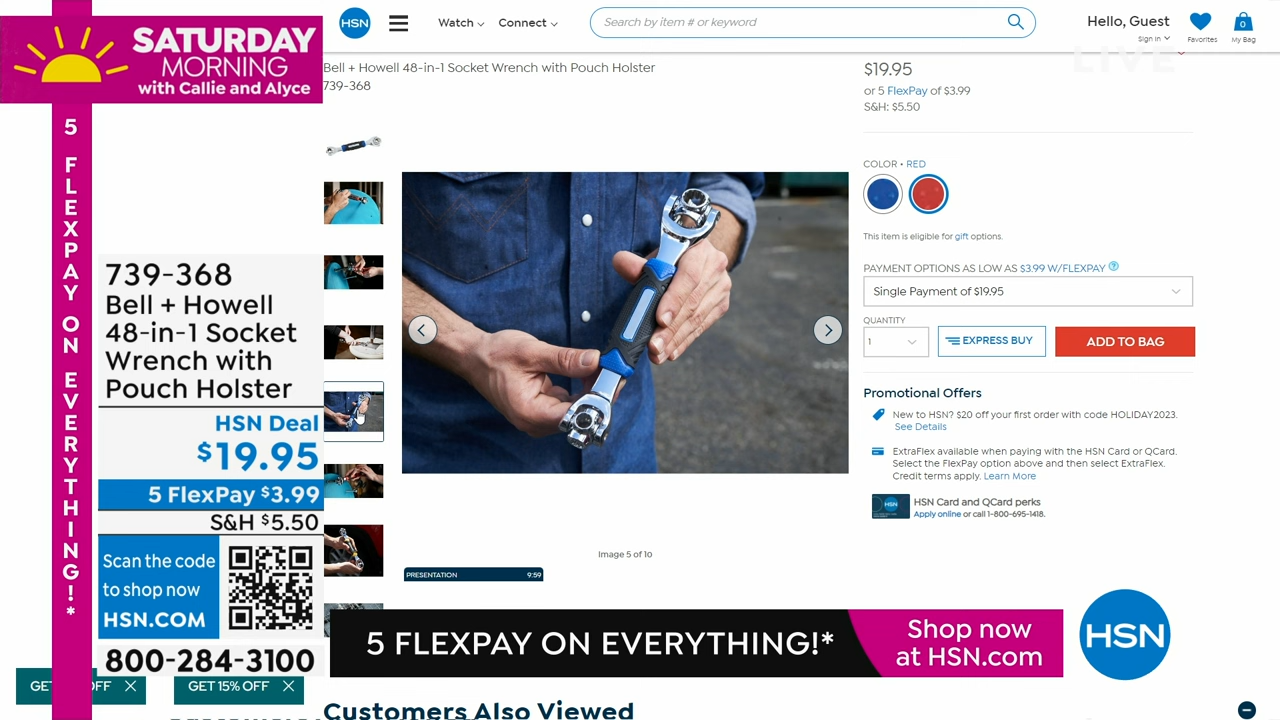 SATURDAY
MORNING
with Callie and Alyce
5 FLEXPAY ON EVERYTHING!*
739-368
Bell + Howell
48-in-1 Socket
Wrench with
Pouch Holster
HSN Deal
$19.95
5 FlexPay $3.99
S&H $5.50
Scan the code
to shop now
HSN.COM
800-284-3100
GET
OFF X
GET 15% OFF X
HSN
Watch
Connect
Search by item # or keyword
Hello, Guest
Sign in
Favorites
0
My Bag
LIVE
Bell + Howell 48-in-1 Socket Wrench with Pouch Holster
739-368
Image 5 of 10
PRESENTATION 9:59
$19.95
or 5 FlexPay of $3.99
S&H: $5.50
COLOR • RED
This item is eligible for gift options.
PAYMENT OPTIONS AS LOW AS $3.99 W/FLEXPAY ?
Single Payment of $19.95
QUANTITY
1
EXPRESS BUY
ADD TO BAG
Promotional Offers
New to HSN? $20 off your first order with code HOLIDAY2023.
See Details
ExtraFlex available when paying with the HSN Card or QCard.
Select the FlexPay option above and then select ExtraFlex.
Credit terms apply. Learn More
HSN
HSN Card and QCard perks
Apply online or call 1-800-695-1418.
5 FLEXPAY ON EVERYTHING!*
Shop now
at HSN.com
HSN
Customers Also Viewed